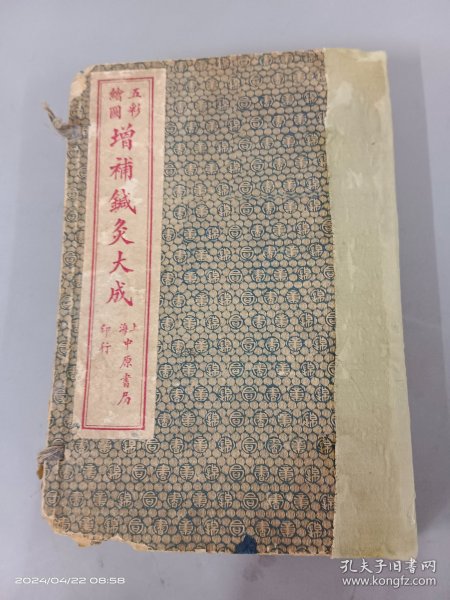 五彩
繪圖
增補鍼灸大成
上海中原書局
印行
2024/04/22 08:58
孔夫子旧书网
www.kongfz.com